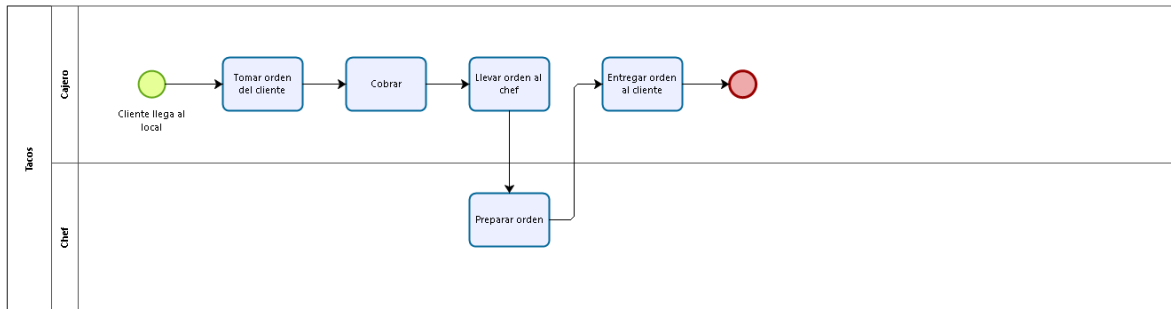 Tacos
Cajero
Cliente llega al
local
Tomar orden
del cliente
Cobrar
Llevar orden al
chef
Entregar orden
al cliente
Chef
Preparar orden